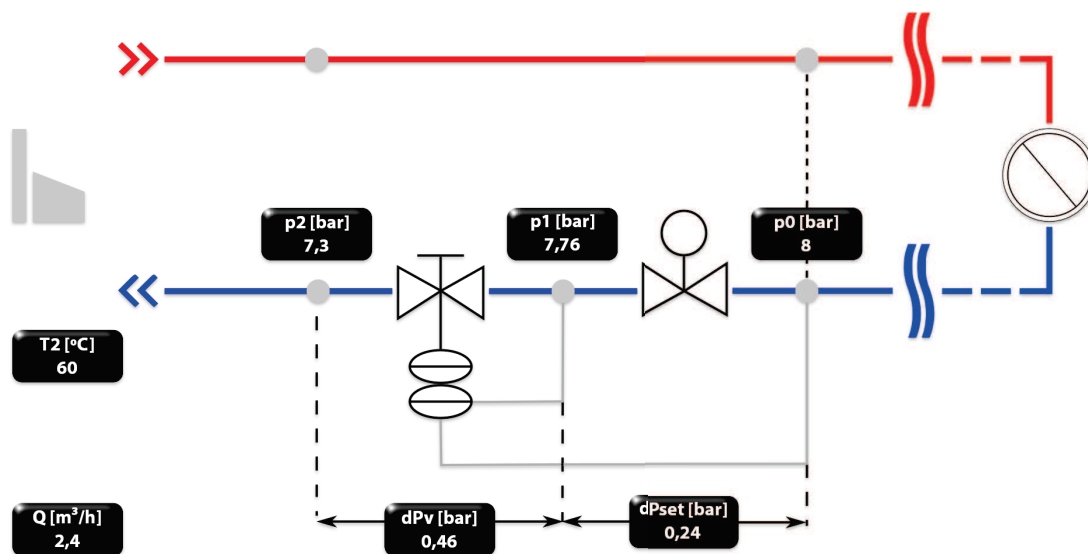 p2 [bar]
7,3
p1 [bar]
7,76
p0 [bar]
8
T2 [ºC]
60
Q [m³/h]
2,4
dPv [bar]
0,46
dPset [bar]
0,24